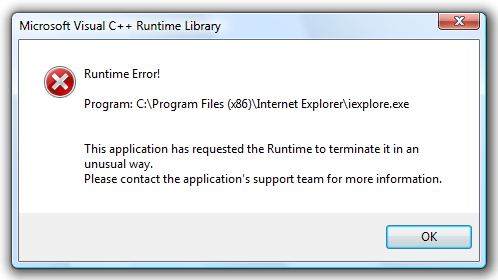 Microsoft Visual C++ Runtime Library
Runtime Error!
Program: C:\Program Files (x86)\Internet Explorer\iexplore.exe
This application has requested the Runtime to terminate it in an
unusual way.
Please contact the application's support team for more information.
OK